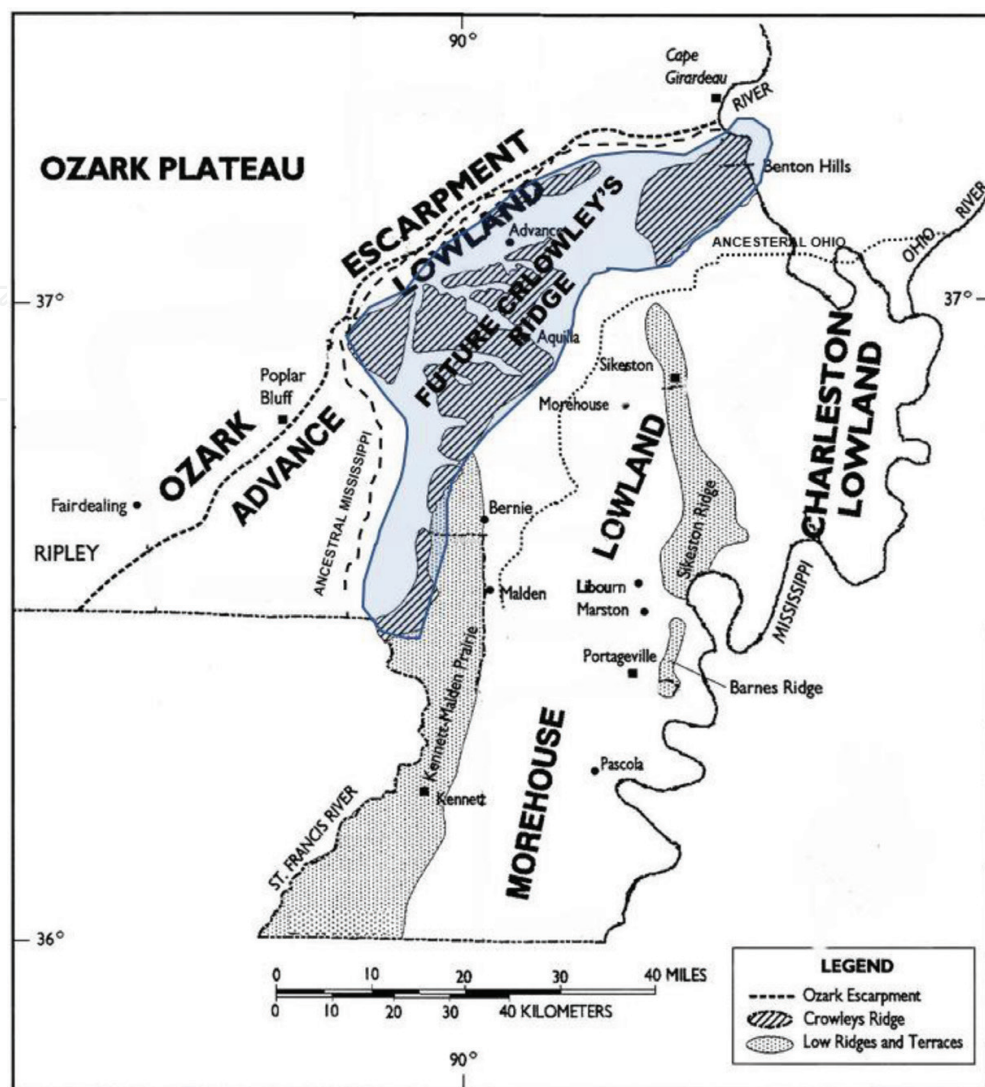 90°
Cape
Girardeau
RIVER
OZARK PLATEAU
ESCARPMENT
LOWLAND
Benton Hills
Advance
FUTURE CRLOWLEY'S
RIDGE
ANCESTERAL OHIO
OHIO
RIVER
37°
37°
Aquilla
Poplar
Bluff
Sikeston
Morehouse
CHARLESTON
LOWLAND
OZARK
ADVANCE
ANCESTRAL MISSISSIPPI
LOWLAND
Sikeston Ridge
Fairdealing
Bernie
RIPLEY
Malden
Libourn
Marston
MISSISSIPPI
Portageville
Barnes Ridge
Kennett-Malden Prairie
MOREHOUSE
Pascola
Kennett
ST. FRANCIS RIVER
36°
0 10 20 30 40 MILES
0 10 20 30 40 KILOMETERS
LEGEND
Ozark Escarpment
Crowleys Ridge
Low Ridges and Terraces
90°